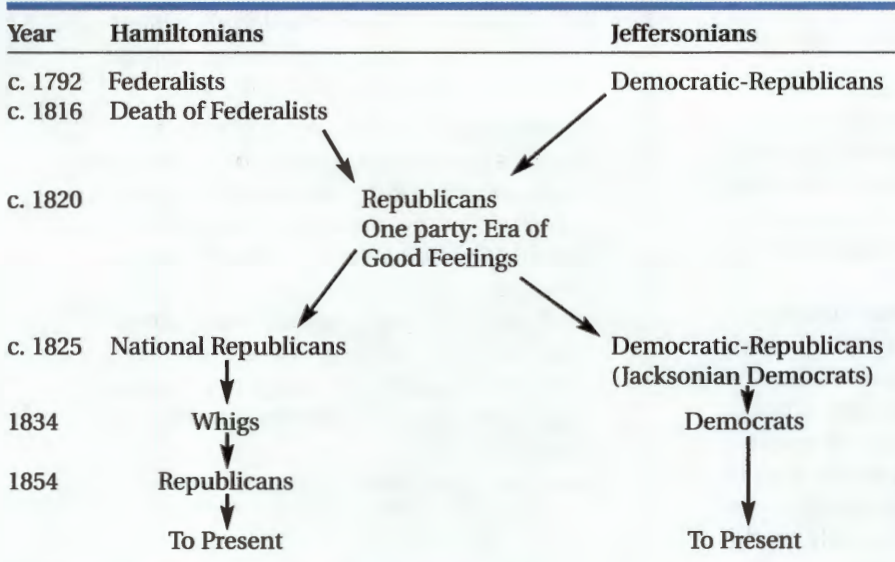 Year Hamiltonians Jeffersonians
c. 1792 Federalists Democratic-Republicans
c. 1816 Death of Federalists
c. 1820 Republicans
One party: Era of
Good Feelings
c. 1825 National Republicans Democratic-Republicans
(Jacksonian Democrats)
1834 Whigs Democrats
1854 Republicans
To Present To Present